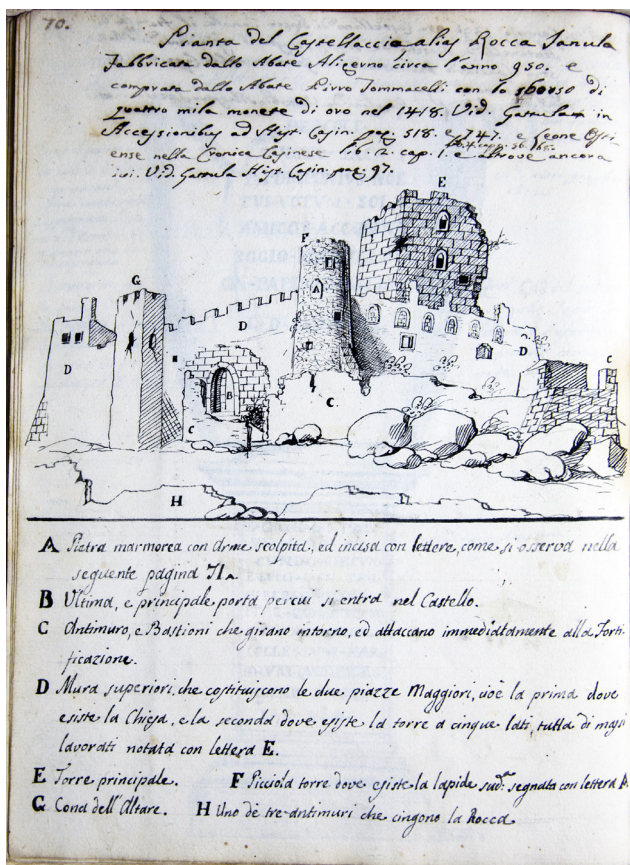 70.
Pianta del Castellaccio alias Rocca Janula
Fabbricata dallo Abate Aligerno circa l'anno 950. e
comprata dallo Abate Pirro Tommacelli con lo sborso di
quattro mila monete di oro nel 1418. Vid. Gattula in
Accessionibus ad Hist. Casin. pag. 518. e 747. e Leone Osti-
ense nella Cronica Casinese lib. 2. cap. 1. e altrove ancora
ivi. Vid. Gattula Hist. Casin. pag. 97.
E
F
G
A
D
D
D
C
B
C
C
H
A Pietra marmorea con Arme scolpita, ed incisa con lettere, come si osserva nella
seguente pagina 71.
B Ultima, e principale porta per cui si entra nel Castello.
C Antimuro, e Bastioni che girano intorno, ed attaccano immediatamente alla Forti-
ficazione.
D Mura superiori, che costituiscono le due piazze Maggiori, cioè la prima dove
esiste la Chiesa, e la seconda dove esiste la torre a cinque lati, tutta di massi
lavorati notata con lettera E.
E Torre principale. F Picciola torre dove esiste la lapide sudª. segnata con lettera A.
G Cona dell'Altare. H Uno de tre antimuri che cingono la Rocca